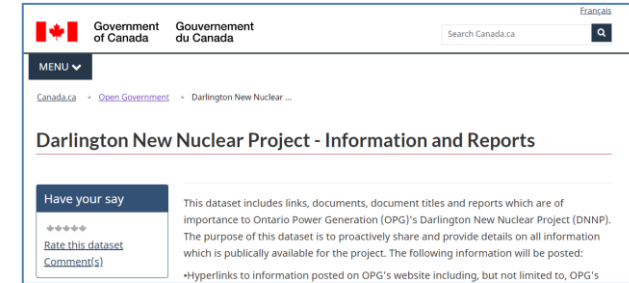 Français
Government of Canada
Gouvernement du Canada
Search Canada.ca
MENU
Canada.ca • Open Government • Darlington New Nuclear ...
Darlington New Nuclear Project - Information and Reports
Have your say
Rate this dataset
Comment(s)
This dataset includes links, documents, document titles and reports which are of
importance to Ontario Power Generation (OPG)'s Darlington New Nuclear Project (DNNP).
The purpose of this dataset is to proactively share and provide details on all information
which is publically available for the project. The following information will be posted:
•Hyperlinks to information posted on OPG's website including, but not limited to, OPG's